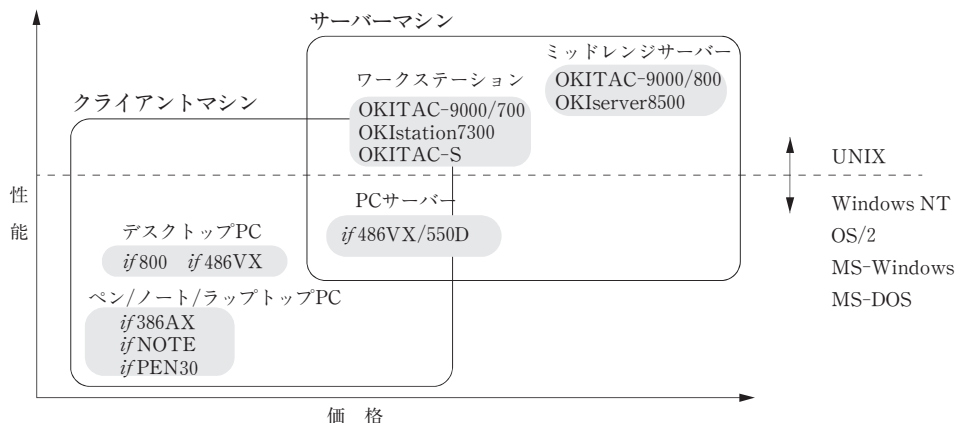 サーバーマシン
ミッドレンジサーバー
OKITAC-9000/800
OKIserver8500
ワークステーション
OKITAC-9000/700
OKIstation7300
OKITAC-S
クライアントマシン
UNIX
性能
PCサーバー
if486VX/550D
Windows NT
OS/2
MS-Windows
MS-DOS
デスクトップPC
if800 if486VX
ペン/ノート/ラップトップPC
if386AX
ifNOTE
ifPEN30
価格